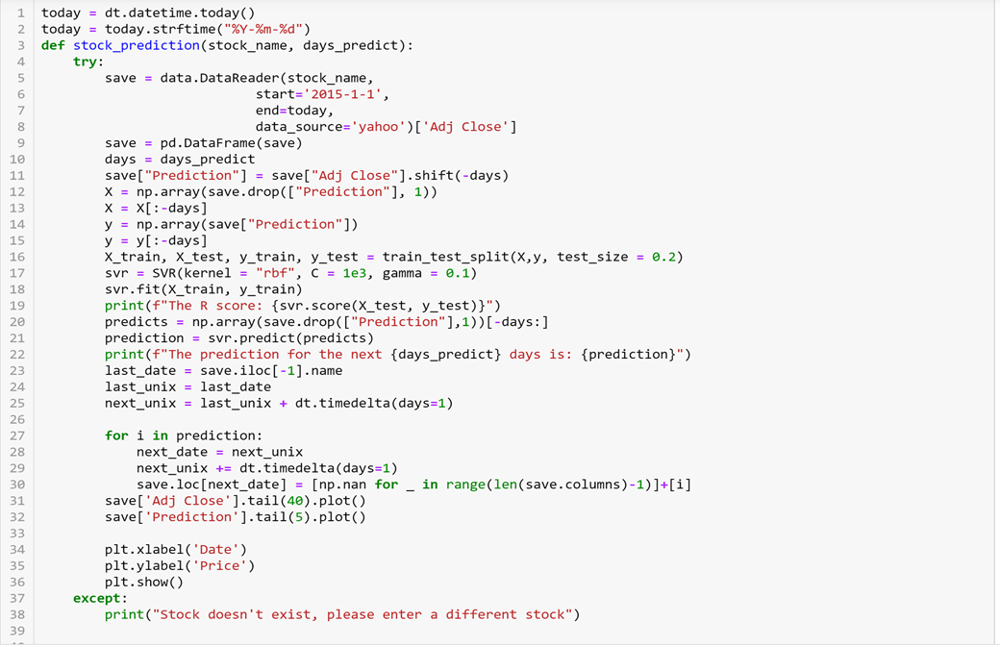 1 today = dt.datetime.today()
2 today = today.strftime("%Y-%m-%d")
3 def stock_prediction(stock_name, days_predict):
4     try:
5         save = data.DataReader(stock_name,
6                            start='2015-1-1',
7                            end=today,
8                            data_source='yahoo')['Adj Close']
9         save = pd.DataFrame(save)
10         days = days_predict
11         save["Prediction"] = save["Adj Close"].shift(-days)
12         X = np.array(save.drop(["Prediction"], 1))
13         X = X[:-days]
14         y = np.array(save["Prediction"])
15         y = y[:-days]
16         X_train, X_test, y_train, y_test = train_test_split(X,y, test_size = 0.2)
17         svr = SVR(kernel = "rbf", C = 1e3, gamma = 0.1)
18         svr.fit(X_train, y_train)
19         print(f"The R score: {svr.score(X_test, y_test)}")
20         predicts = np.array(save.drop(["Prediction"],1))[-days:]
21         prediction = svr.predict(predicts)
22         print(f"The prediction for the next {days_predict} days is: {prediction}")
23         last_date = save.iloc[-1].name
24         last_unix = last_date
25         next_unix = last_unix + dt.timedelta(days=1)
26
27         for i in prediction:
28             next_date = next_unix
29             next_unix += dt.timedelta(days=1)
30             save.loc[next_date] = [np.nan for _ in range(len(save.columns)-1)]+[i]
31         save['Adj Close'].tail(40).plot()
32         save['Prediction'].tail(5).plot()
33
34         plt.xlabel('Date')
35         plt.ylabel('Price')
36         plt.show()
37     except:
38         print("Stock doesn't exist, please enter a different stock")
39